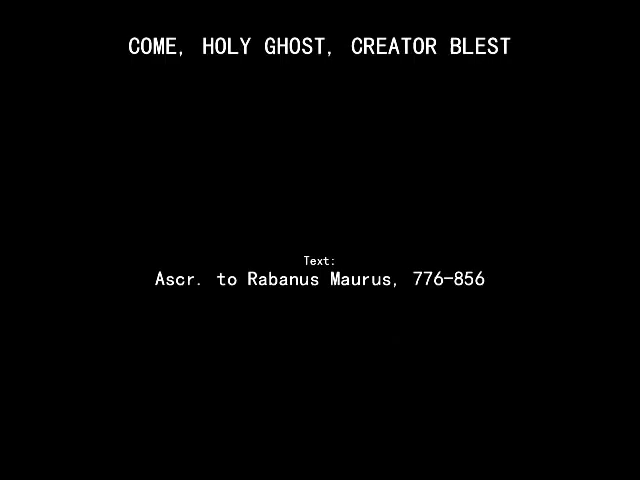 COME, HOLY GHOST, CREATOR BLEST
Text:
Ascr. to Rabanus Maurus, 776-856